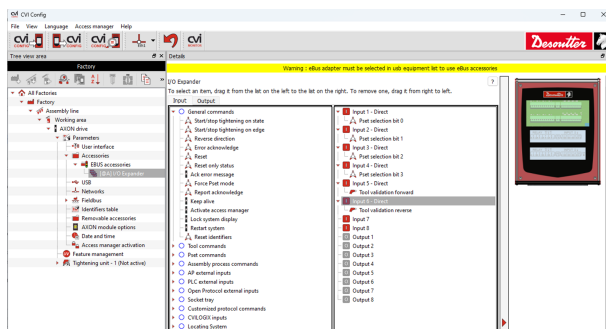 CVI Config
File View Language Access manager Help
CVI
CVI CONFIG
CVI CONFIG
CVI MONITOR
Desoutter
Tree view area
Details
Factory
Warning : eBus adapter must be selected in usb equipment list to use eBus accessories
I/O Expander
?
To select an item, drag it from the list on the left to the list on the right. To remove one, drag it from right to left.
Input Output
All Factories
Factory
Assembly line
Working area
AXON drive
Parameters
User interface
Accessories
EBUS accessories
I/O Expander
USB
Networks
Fieldbus
Identifiers table
Removable accessories
AXON module options
Date and time
Access manager activation
Feature management
Tightening unit - 1 (Not active)
General commands
Start/stop tightening on state
Start/stop tightening on edge
Reverse direction
Error acknowledge
Reset
Reset only status
Ack error message
Force Pset mode
Report acknowledge
Keep alive
Activate access manager
Lock system display
Restart system
Reset identifiers
Tool commands
Pset commands
Assembly process commands
AP external inputs
PLC external inputs
Open Protocol external inputs
Socket tray
Customized protocol commands
CVILOGIX inputs
Locating System
Input 1 - Direct
Pset selection bit 0
Input 2 - Direct
Pset selection bit 1
Input 3 - Direct
Pset selection bit 2
Input 4 - Direct
Pset selection bit 3
Input 5 - Direct
Tool validation forward
Input 6 - Direct
Tool validation reverse
Input 7
Input 8
Output 1
Output 2
Output 3
Output 4
Output 5
Output 6
Output 7
Output 8